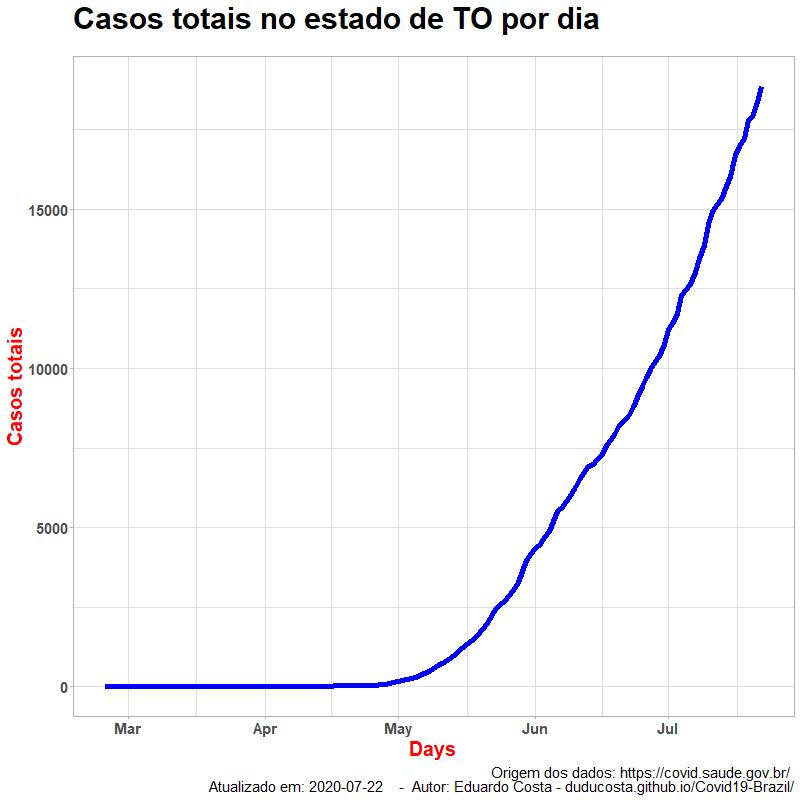 Casos totais no estado de TO por dia
Casos totais
15000
10000
5000
0
Mar Apr May Jun Jul
Days
Origem dos dados: https://covid.saude.gov.br/
Atualizado em: 2020-07-22 - Autor: Eduardo Costa - duducosta.github.io/Covid19-Brazil/